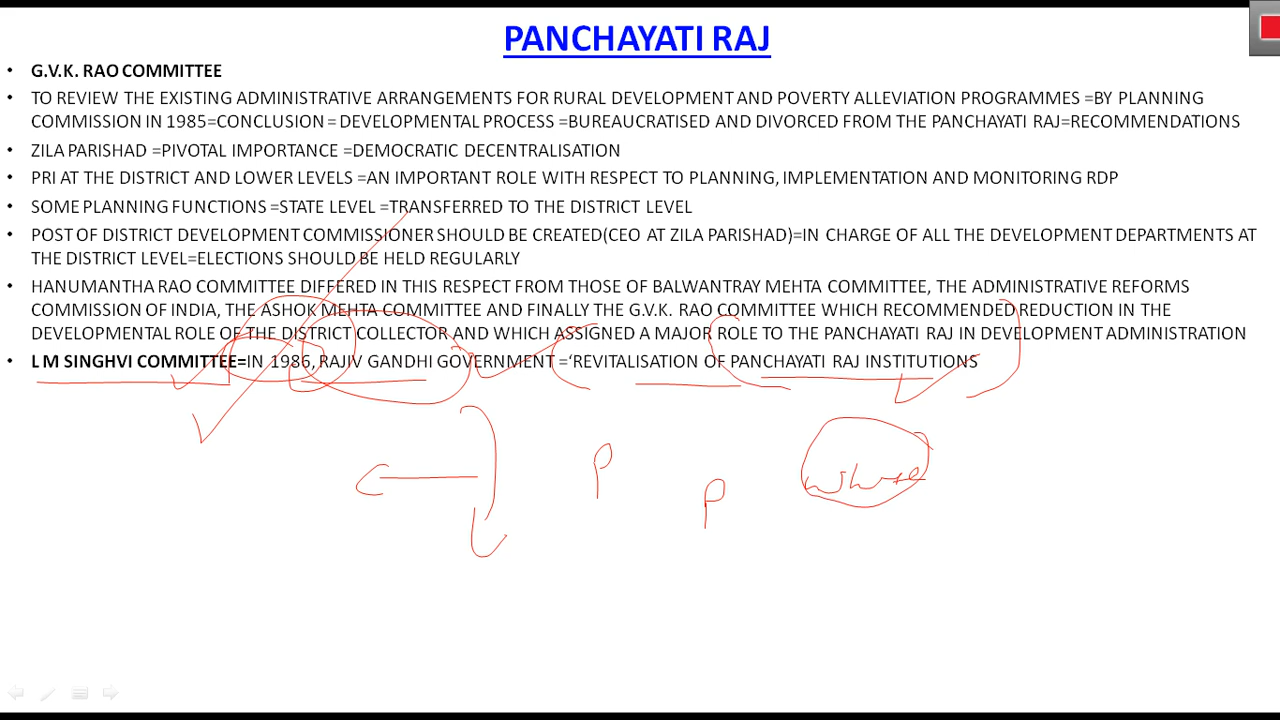 PANCHAYATI RAJ
• G.V.K. RAO COMMITTEE
• TO REVIEW THE EXISTING ADMINISTRATIVE ARRANGEMENTS FOR RURAL DEVELOPMENT AND POVERTY ALLEVIATION PROGRAMMES =BY PLANNING
COMMISSION IN 1985=CONCLUSION = DEVELOPMENTAL PROCESS =BUREAUCRATISED AND DIVORCED FROM THE PANCHAYATI RAJ=RECOMMENDATIONS
• ZILA PARISHAD =PIVOTAL IMPORTANCE =DEMOCRATIC DECENTRALISATION
• PRI AT THE DISTRICT AND LOWER LEVELS =AN IMPORTANT ROLE WITH RESPECT TO PLANNING, IMPLEMENTATION AND MONITORING RDP
• SOME PLANNING FUNCTIONS =STATE LEVEL =TRANSFERRED TO THE DISTRICT LEVEL
• POST OF DISTRICT DEVELOPMENT COMMISSIONER SHOULD BE CREATED(CEO AT ZILA PARISHAD)=IN CHARGE OF ALL THE DEVELOPMENT DEPARTMENTS AT
THE DISTRICT LEVEL=ELECTIONS SHOULD BE HELD REGULARLY
• HANUMANTHA RAO COMMITTEE DIFFERED IN THIS RESPECT FROM THOSE OF BALWANTRAY MEHTA COMMITTEE, THE ADMINISTRATIVE REFORMS
COMMISSION OF INDIA, THE ASHOK MEHTA COMMITTEE AND FINALLY THE G.V.K. RAO COMMITTEE WHICH RECOMMENDED REDUCTION IN THE
DEVELOPMENTAL ROLE OF THE DISTRICT COLLECTOR AND WHICH ASSIGNED A MAJOR ROLE TO THE PANCHAYATI RAJ IN DEVELOPMENT ADMINISTRATION
• L M SINGHVI COMMITTEE=IN 1986, RAJIV GANDHI GOVERNMENT =‘REVITALISATION OF PANCHAYATI RAJ INSTITUTIONS
P
P